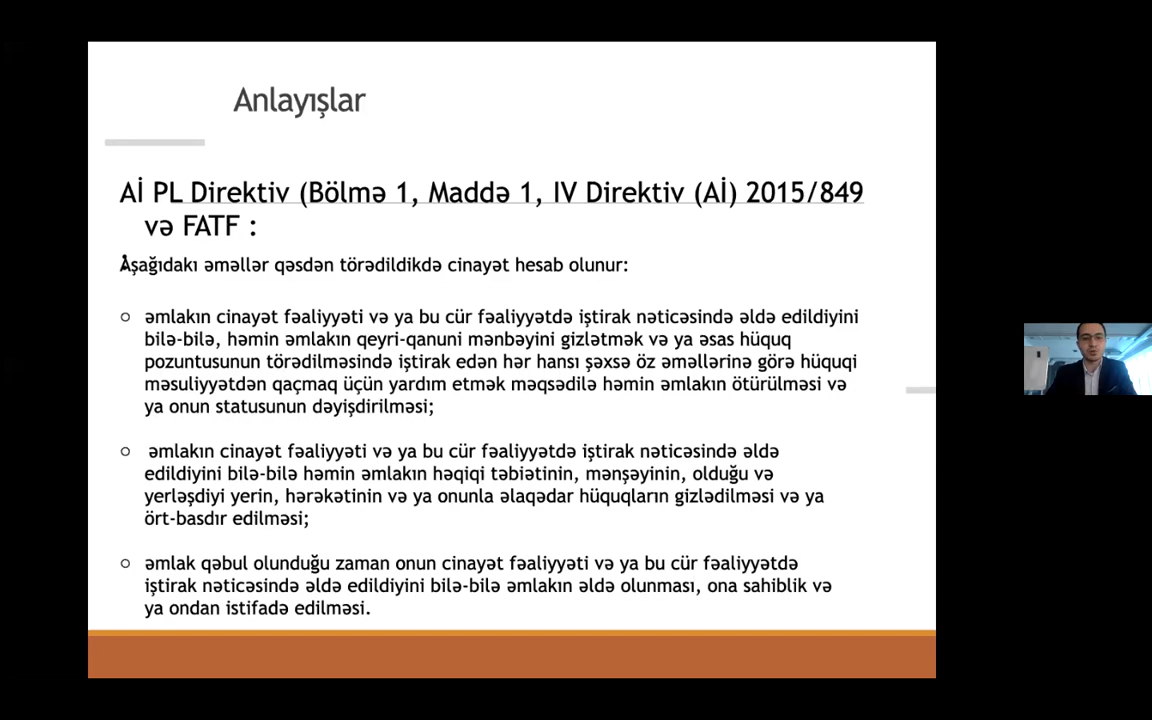 Anlayışlar
Aİ PL Direktiv (Bölmə 1, Maddə 1, IV Direktiv (Aİ) 2015/849
və FATF :
Aşağıdakı əməllər qəsdən törədildikdə cinayət hesab olunur:
○ əmlakın cinayət fəaliyyəti və ya bu cür fəaliyyətdə iştirak nəticəsində əldə edildiyini
bilə-bilə, həmin əmlakın qeyri-qanuni mənbəyini gizlətmək və ya əsas hüquq
pozuntusunun törədilməsində iştirak edən hər hansı şəxsə öz əməllərinə görə hüquqi
məsuliyyətdən qaçmaq üçün yardım etmək məqsədilə həmin əmlakın ötürülməsi və
ya onun statusunun dəyişdirilməsi;
○ əmlakın cinayət fəaliyyəti və ya bu cür fəaliyyətdə iştirak nəticəsində əldə
edildiyini bilə-bilə həmin əmlakın həqiqi təbiətinin, mənşəyinin, olduğu və
yerləşdiyi yerin, hərəkətinin və ya onunla əlaqədar hüquqların gizlədilməsi və ya
ört-basdır edilməsi;
○ əmlak qəbul olunduğu zaman onun cinayət fəaliyyəti və ya bu cür fəaliyyətdə
iştirak nəticəsində əldə edildiyini bilə-bilə əmlakın əldə olunması, ona sahiblik və
ya ondan istifadə edilməsi.